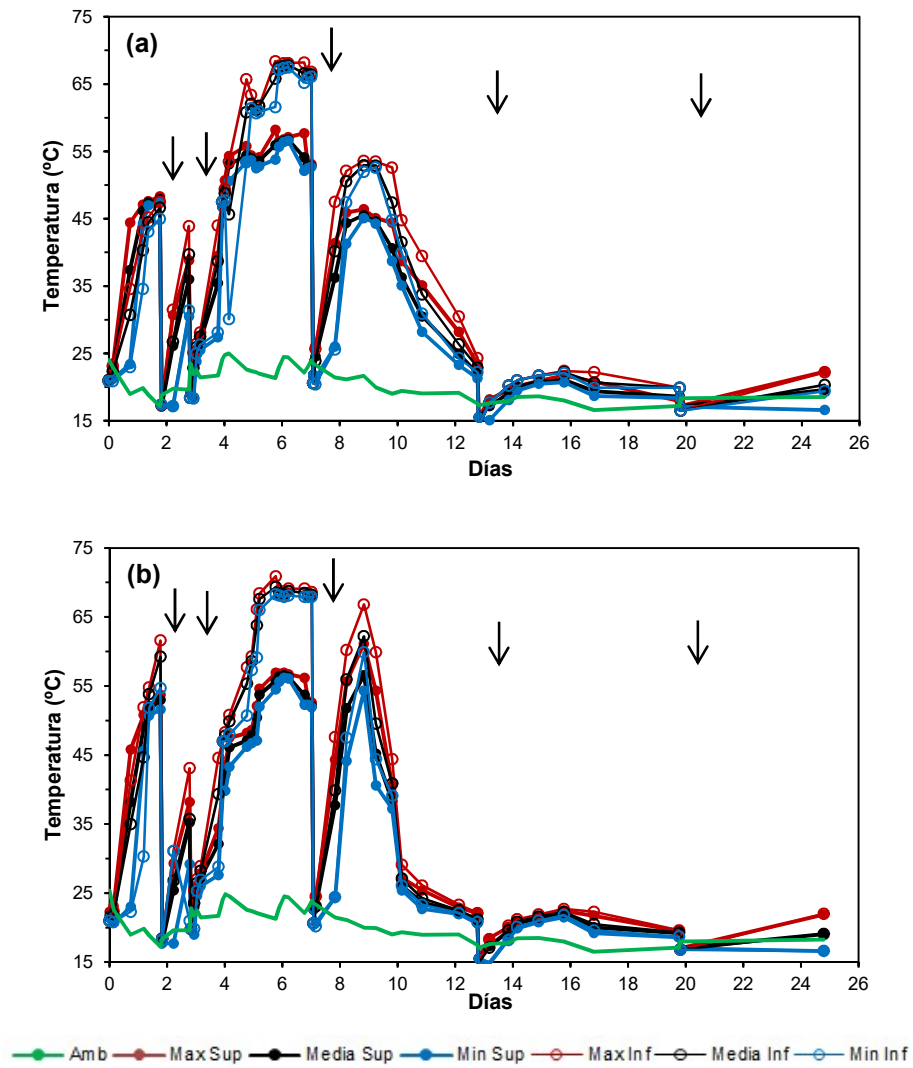 75
65
55
45
35
25
15
Temperatura (ºC)
(a)
0 2 4 6 8 10 12 14 16 18 20 22 24 26
Días
75
65
55
45
35
25
15
Temperatura (ºC)
(b)
0 2 4 6 8 10 12 14 16 18 20 22 24 26
Días
Amb Max Sup Media Sup Min Sup Max Inf Media Inf Min Inf